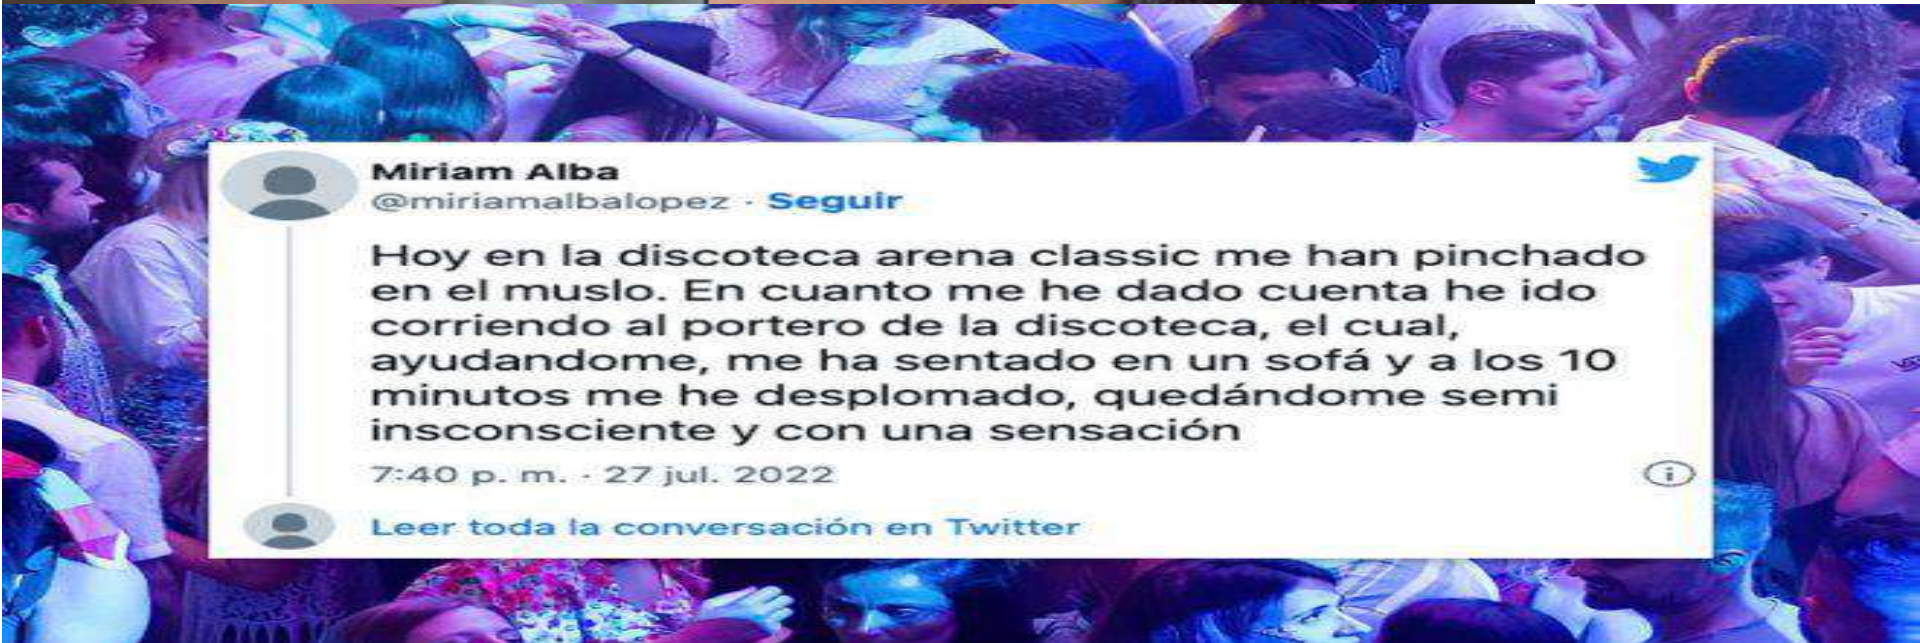 Miriam Alba
@miriamalbalopez · Seguir
Hoy en la discoteca arena classic me han pinchado
en el muslo. En cuanto me he dado cuenta he ido
corriendo al portero de la discoteca, el cual,
ayudandome, me ha sentado en un sofá y a los 10
minutos me he desplomado, quedándome semi
insconsciente y con una sensación
7:40 p. m. · 27 jul. 2022
Leer toda la conversación en Twitter